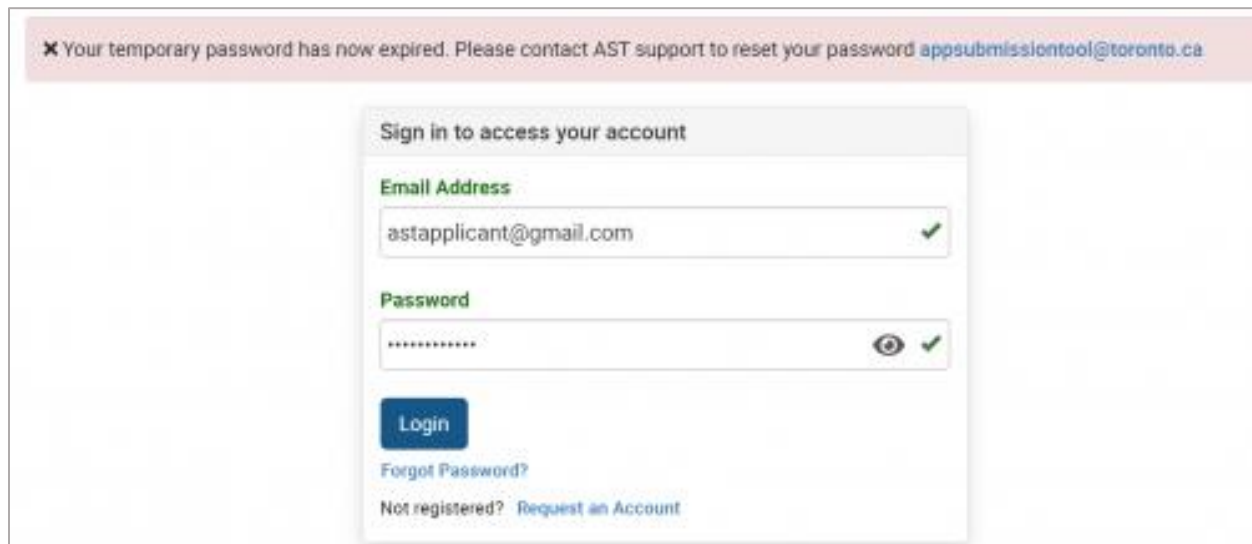 ✖ Your temporary password has now expired. Please contact AST support to reset your password appsubmissiontool@toronto.ca
Sign in to access your account
Email Address
astapplicant@gmail.com
Password
••••••••••••
Login
Forgot Password?
Not registered? Request an Account